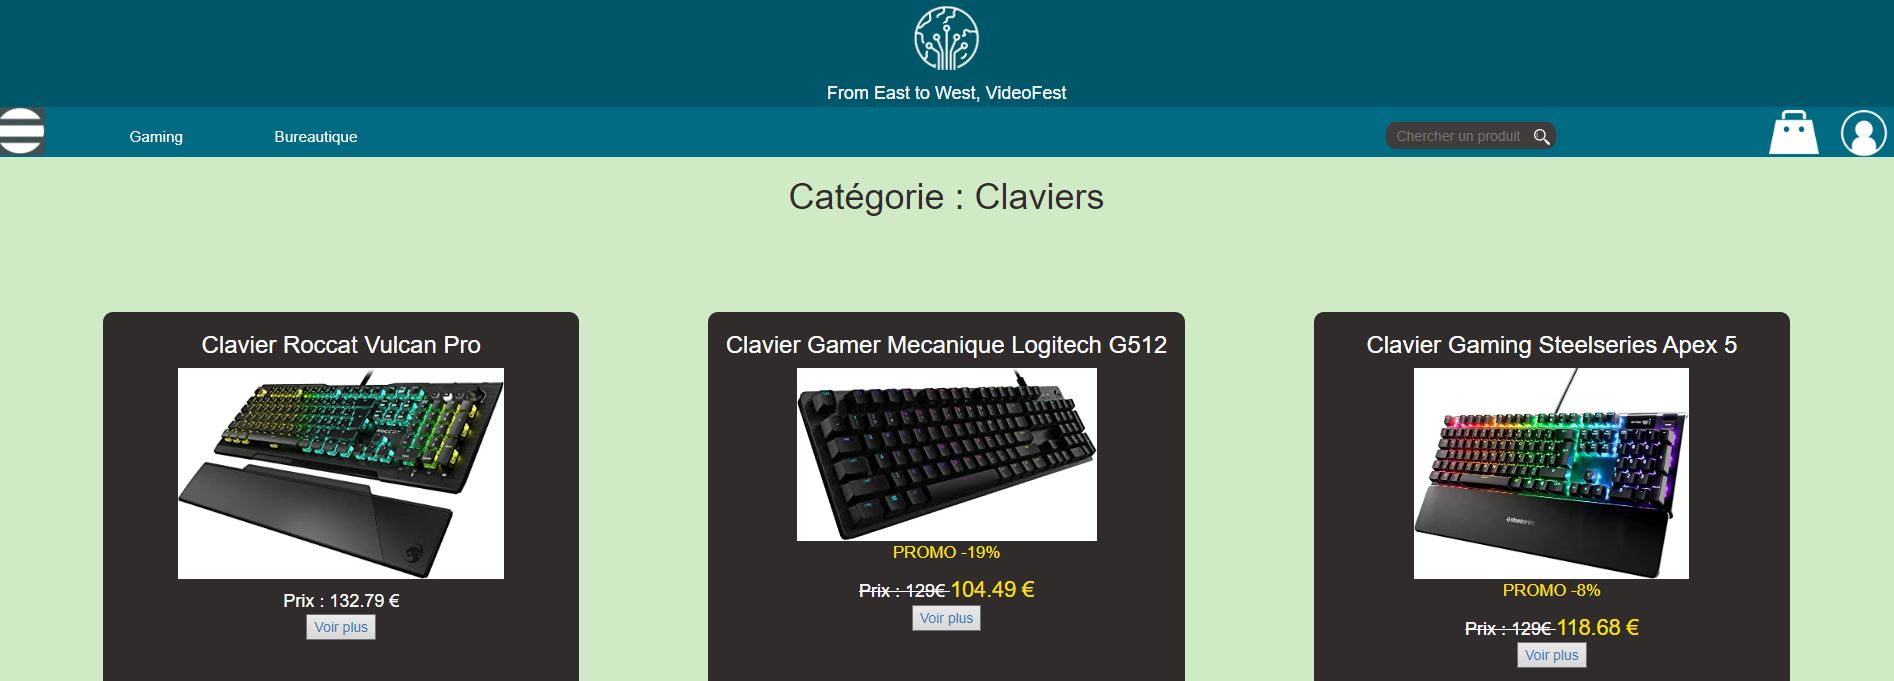 From East to West, VideoFest
Gaming
Bureautique
Chercher un produit
Catégorie : Claviers
Clavier Roccat Vulcan Pro
Prix : 132.79 €
Voir plus
Clavier Gamer Mecanique Logitech G512
PROMO -19%
Prix : 129€ 104.49 €
Voir plus
Clavier Gaming Steelseries Apex 5
steelseries
PROMO -8%
Prix : 129€ 118.68 €
Voir plus